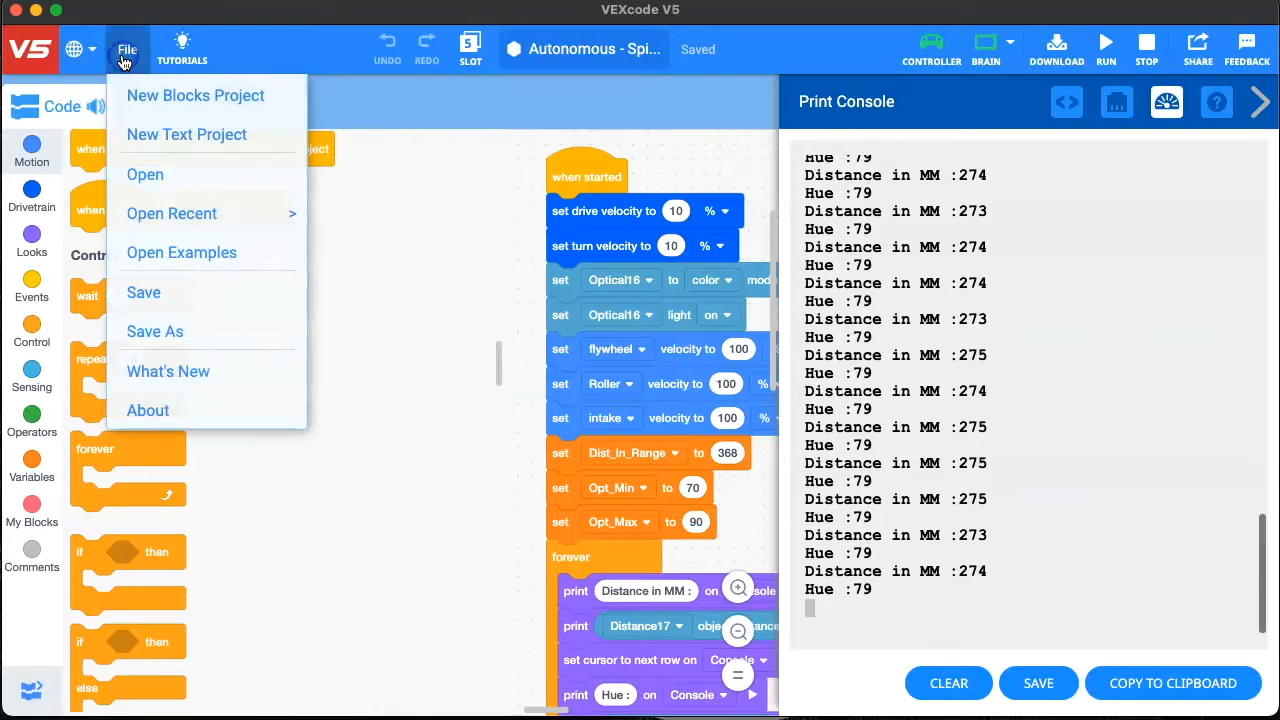 VEXcode V5
V5
File
TUTORIALS
UNDO
REDO
5
SLOT
Autonomous - Spi...
Saved
CONTROLLER
BRAIN
DOWNLOAD
RUN
STOP
SHARE
FEEDBACK
New Blocks Project
New Text Project
Open
Open Recent >
Open Examples
Save
Save As
What's New
About
Code
Motion
Drivetrain
Looks
Events
Control
Sensing
Operators
Variables
My Blocks
Comments
when
when
wait
repea
forever
if then
if then
else
when started
set drive velocity to 10 %
set turn velocity to 10 %
set Optical16 to color mod
set Optical16 light on
set flywheel velocity to 100
set Roller velocity to 100 %
set intake velocity to 100 %
set Dist_In_Range to 368
set Opt_Min to 70
set Opt_Max to 90
forever
print Distance in MM : on
print Distance17
set cursor to next row on
print Hue : on Console
Print Console
Hue :79
Distance in MM :274
Hue :79
Distance in MM :273
Hue :79
Distance in MM :274
Hue :79
Distance in MM :274
Hue :79
Distance in MM :273
Hue :79
Distance in MM :275
Hue :79
Distance in MM :274
Hue :79
Distance in MM :275
Hue :79
Distance in MM :275
Hue :79
Distance in MM :275
Hue :79
Distance in MM :273
Hue :79
Distance in MM :274
Hue :79
CLEAR
SAVE
COPY TO CLIPBOARD